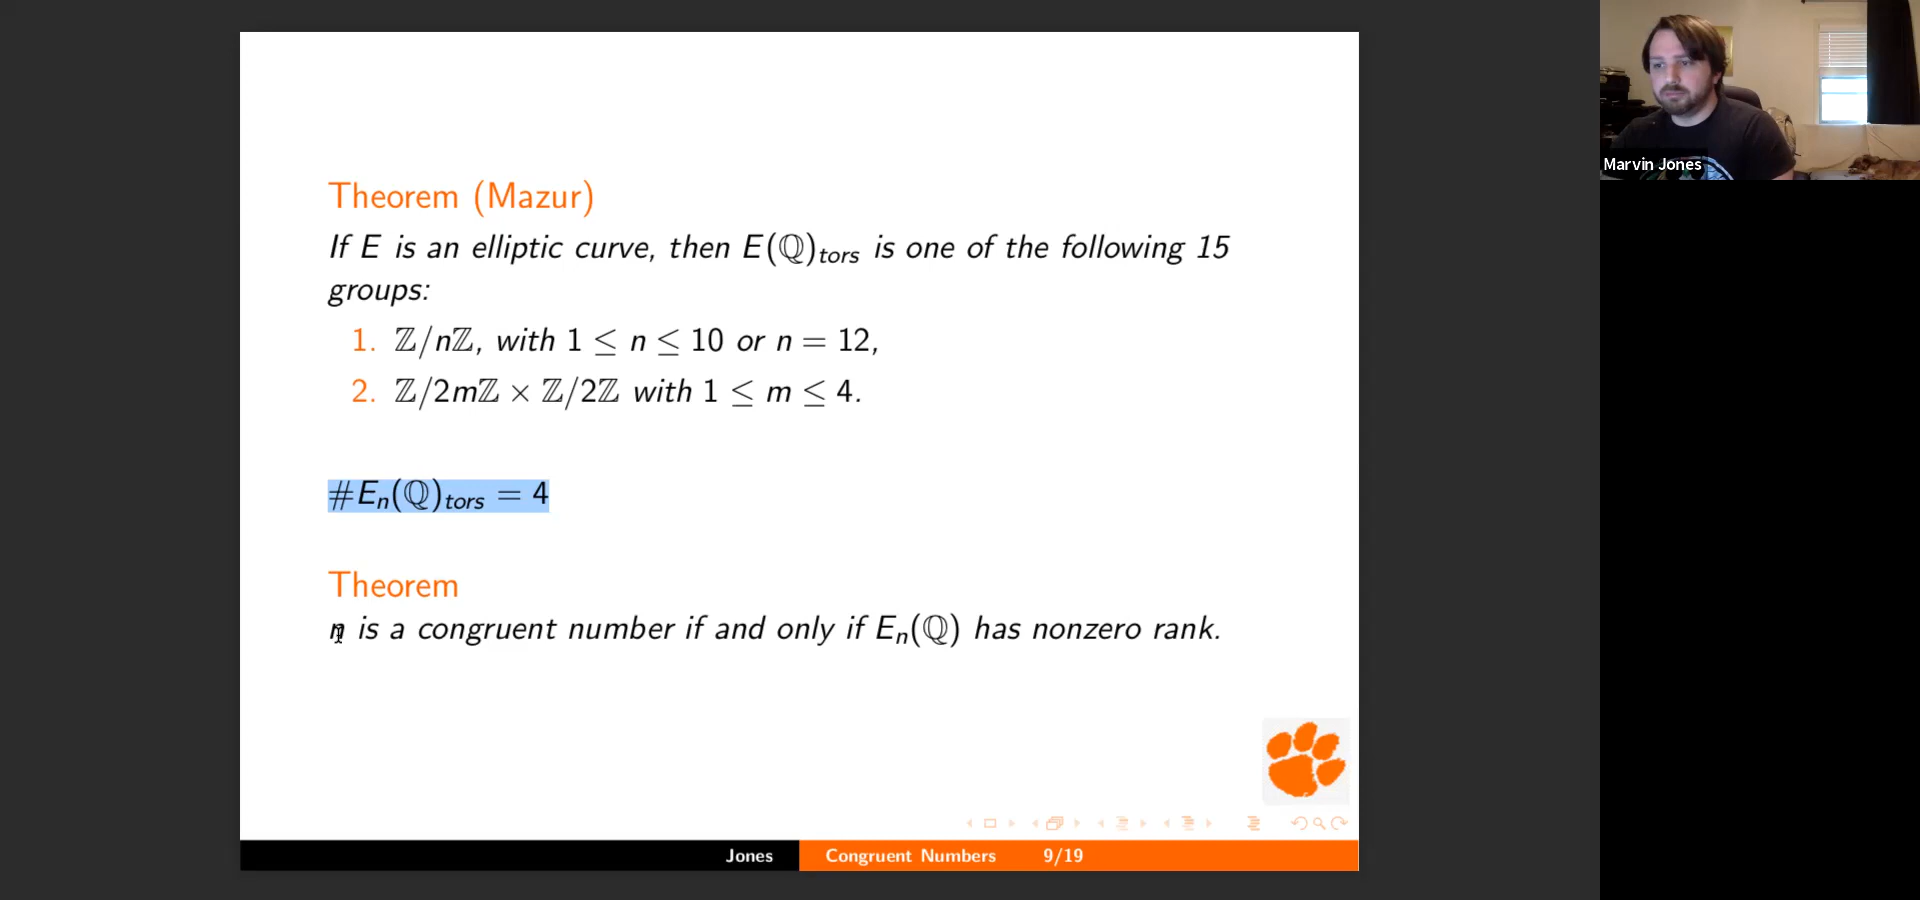 Theorem (Mazur)
If E is an elliptic curve, then E(ℚ)tors is one of the following 15
groups:
1. ℤ/nℤ, with 1 ≤ n ≤ 10 or n = 12,
2. ℤ/2mℤ × ℤ/2ℤ with 1 ≤ m ≤ 4.
#En(ℚ)tors = 4
Theorem
n is a congruent number if and only if En(ℚ) has nonzero rank.
Jones Congruent Numbers 9/19
Marvin Jones